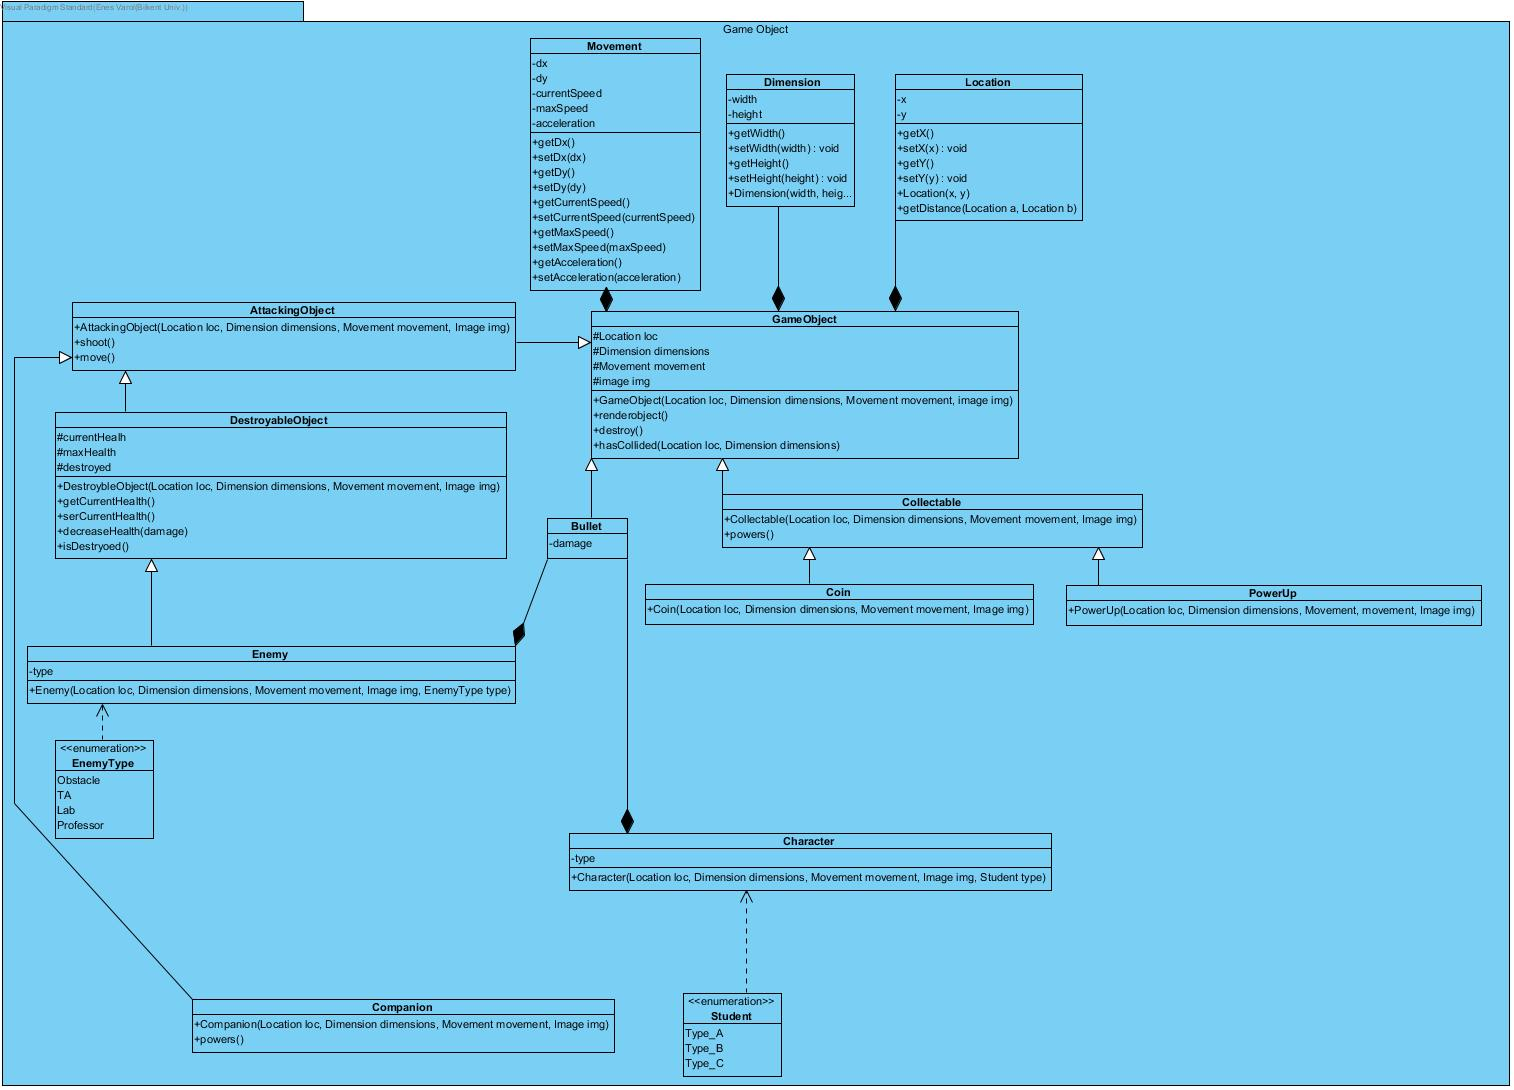 Visual Paradigm Standard(Enes Varol(Bilkent Univ.))
Game Object
Movement
-dx
-dy
-currentSpeed
-maxSpeed
-acceleration
+getDx()
+setDx(dx)
+getDy()
+setDy(dy)
+getCurrentSpeed()
+setCurrentSpeed(currentSpeed)
+getMaxSpeed()
+setMaxSpeed(maxSpeed)
+getAcceleration()
+setAcceleration(acceleration)
Dimension
-width
-height
+getWidth()
+setWidth(width) : void
+getHeight()
+setHeight(height) : void
+Dimension(width, heig...
Location
-x
-y
+getX()
+setX(x) : void
+getY()
+setY(y) : void
+Location(x, y)
+getDistance(Location a, Location b)
AttackingObject
+AttackingObject(Location loc, Dimension dimensions, Movement movement, Image img)
+shoot()
+move()
GameObject
#Location loc
#Dimension dimensions
#Movement movement
#image img
+GameObject(Location loc, Dimension dimensions, Movement movement, image img)
+renderobject()
+destroy()
+hasCollided(Location loc, Dimension dimensions)
DestroyableObject
#currentHealh
#maxHealth
#destroyed
+DestroybleObject(Location loc, Dimension dimensions, Movement movement, Image img)
+getCurrentHealth()
+serCurrentHealth()
+decreaseHealth(damage)
+isDestryoed()
Bullet
-damage
Collectable
+Collectable(Location loc, Dimension dimensions, Movement movement, Image img)
+powers()
Coin
+Coin(Location loc, Dimension dimensions, Movement movement, Image img)
PowerUp
+PowerUp(Location loc, Dimension dimensions, Movement, movement, Image img)
Enemy
-type
+Enemy(Location loc, Dimension dimensions, Movement movement, Image img, EnemyType type)
<<enumeration>>
EnemyType
Obstacle
TA
Lab
Professor
Character
-type
+Character(Location loc, Dimension dimensions, Movement movement, Image img, Student type)
Companion
+Companion(Location loc, Dimension dimensions, Movement movement, Image img)
+powers()
<<enumeration>>
Student
Type_A
Type_B
Type_C